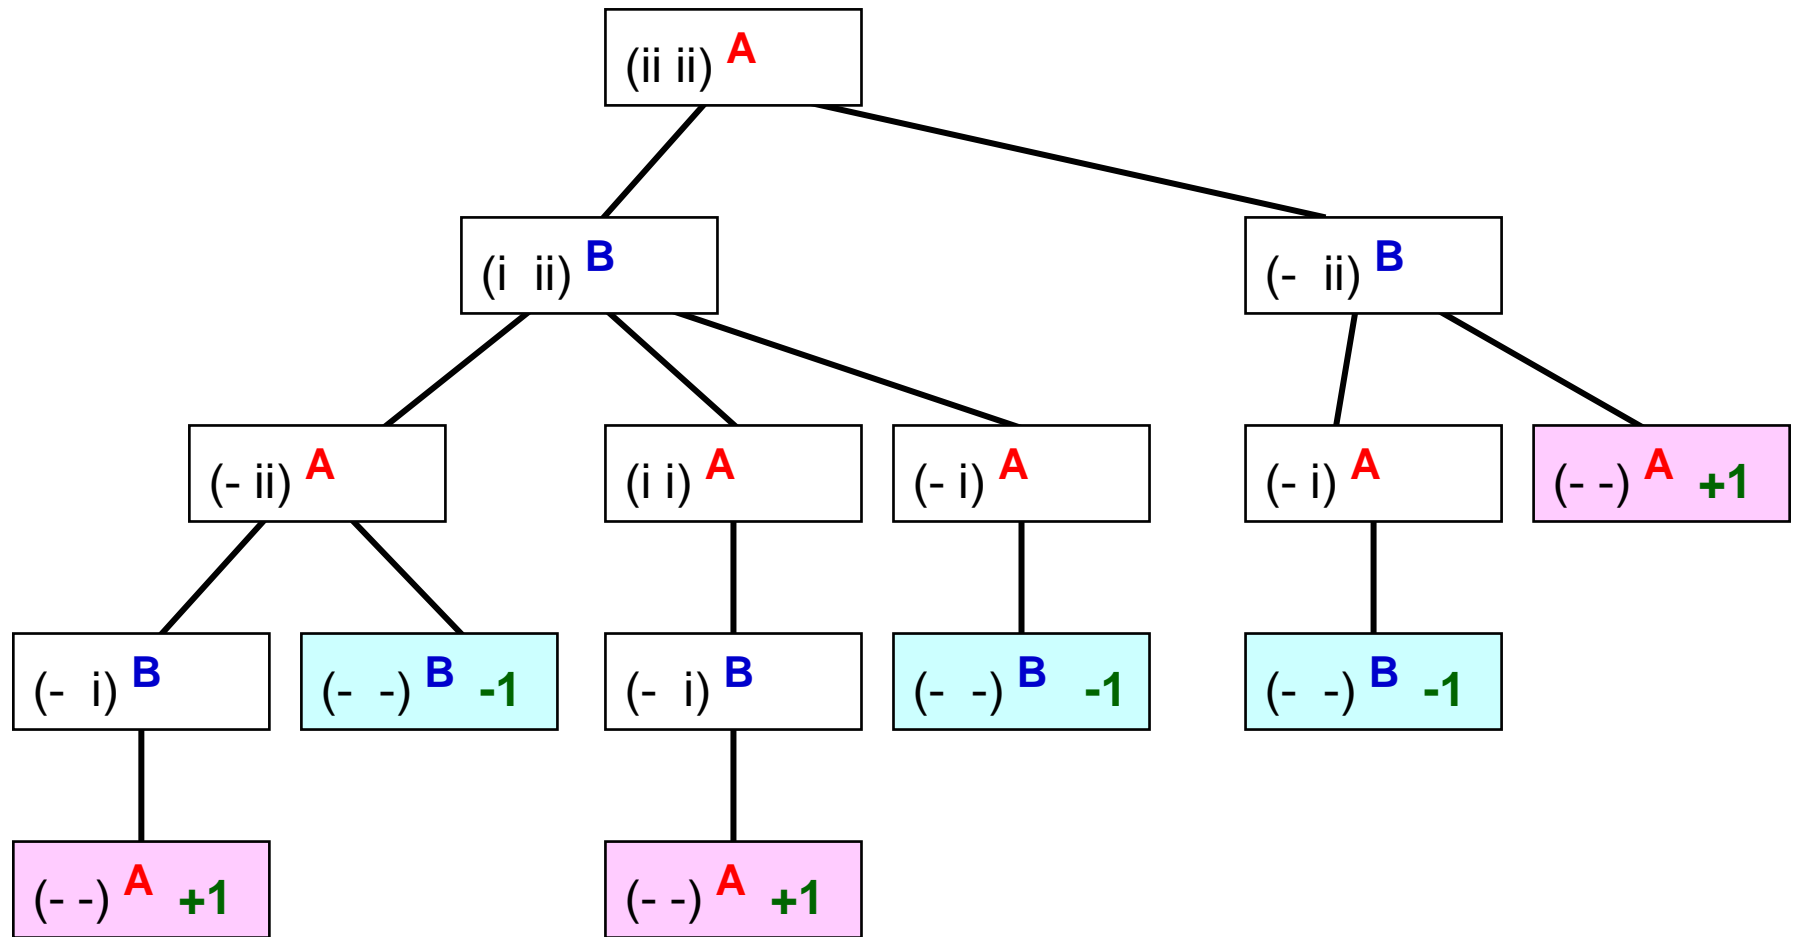 (ii ii) A
(i ii) B
(- ii) B
(- ii) A
(i i) A
(- i) A
(- i) A
(- -) A +1
(- i) B
(- -) B -1
(- i) B
(- -) B -1
(- -) B -1
(- -) A +1
(- -) A +1